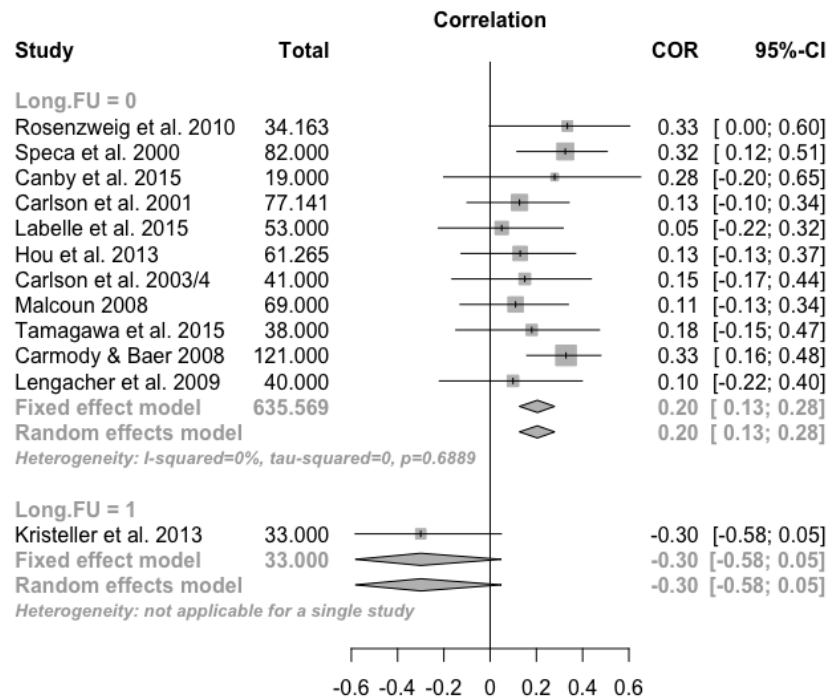 Correlation
Study Total COR 95%-CI
Long.FU = 0
Rosenzweig et al. 2010 34.163 0.33 [ 0.00; 0.60]
Speca et al. 2000 82.000 0.32 [ 0.12; 0.51]
Canby et al. 2015 19.000 0.28 [-0.20; 0.65]
Carlson et al. 2001 77.141 0.13 [-0.10; 0.34]
Labelle et al. 2015 53.000 0.05 [-0.22; 0.32]
Hou et al. 2013 61.265 0.13 [-0.13; 0.37]
Carlson et al. 2003/4 41.000 0.15 [-0.17; 0.44]
Malcoun 2008 69.000 0.11 [-0.13; 0.34]
Tamagawa et al. 2015 38.000 0.18 [-0.15; 0.47]
Carmody & Baer 2008 121.000 0.33 [ 0.16; 0.48]
Lengacher et al. 2009 40.000 0.10 [-0.22; 0.40]
Fixed effect model 635.569 0.20 [ 0.13; 0.28]
Random effects model 0.20 [ 0.13; 0.28]
Heterogeneity: I-squared=0%, tau-squared=0, p=0.6889
Long.FU = 1
Kristeller et al. 2013 33.000 -0.30 [-0.58; 0.05]
Fixed effect model 33.000 -0.30 [-0.58; 0.05]
Random effects model -0.30 [-0.58; 0.05]
Heterogeneity: not applicable for a single study
-0.6 -0.4 -0.2 0 0.2 0.4 0.6